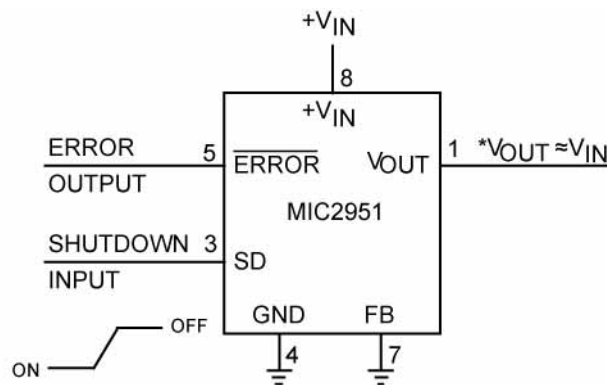 +VIN
8
+VIN
ERROR
OUTPUT
5
ERROR
VOUT
1
*VOUT ≈VIN
MIC2951
SHUTDOWN
INPUT
3
SD
GND
FB
4
7
ON
OFF